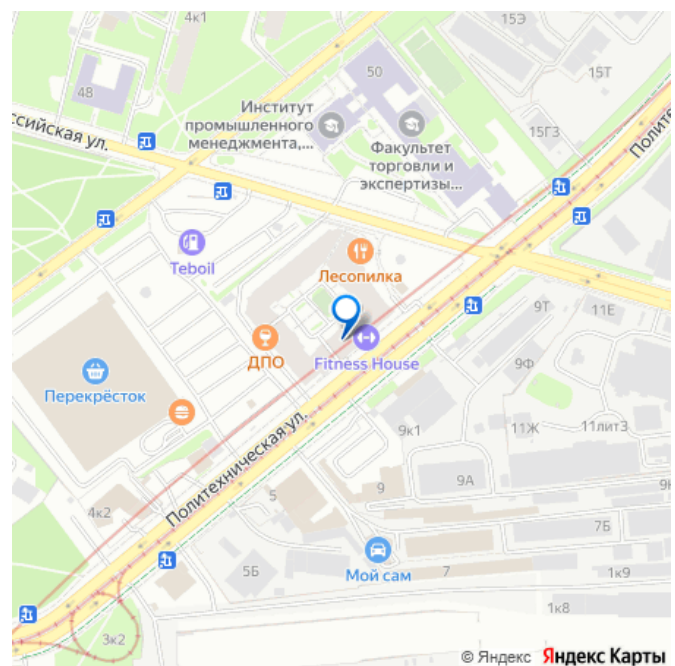 4к1
15Э
48
50
15Т
Институт
промышленного
менеджмента,...
15Г3
ссийская ул.
Факультет
торговли и
экспертизы...
Политехн
Teboil
Лесопилка
9Т
11Е
ДПО
Fitness House
9Ф
Перекрёсток
9к1
11Ж
11литЗ
Политехническая ул.
5
9
9А
4к2
7Б
5Б
Мой сам
7
1к9
1к8
3к2
© Яндекс Яндекс Карты